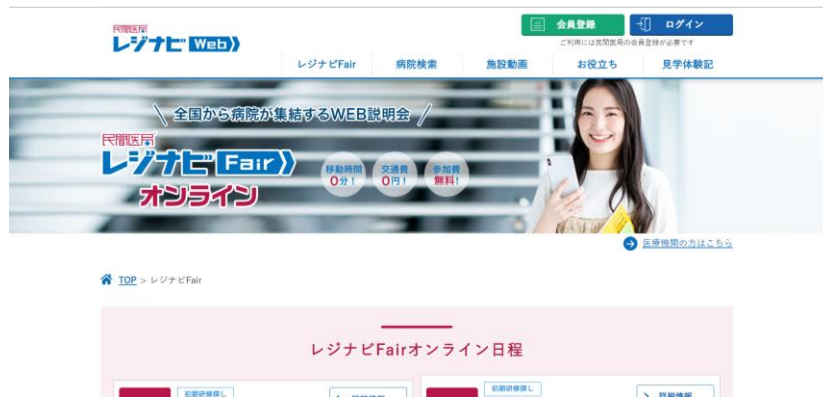 民間医局
レジナビ Web
会員登録
ログイン
ご利用には民間医局の会員登録が必要です
レジナビFair
病院検索
施設動画
お役立ち
見学体験記
全国から病院が集結するWEB説明会
民間医局
レジナビ Fair
オンライン
移動時間
0分!
交通費
0円!
参加費
無料!
医療機関の方はこちら
TOP > レジナビFair
レジナビFairオンライン日程
初期研修探し
初期研修探し
詳細情報